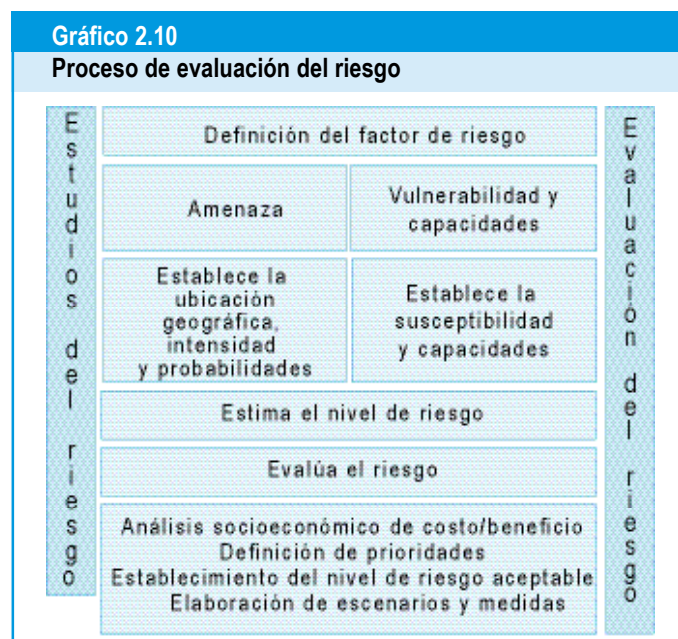 Gráfico 2.10
Proceso de evaluación del riesgo
Estudios del riesgo
Definición del factor de riesgo
Amenaza
Vulnerabilidad y
capacidades
Establece la
ubicación
geográfica,
intensidad
y probabilidades
Establece la
susceptibilidad
y capacidades
Estima el nivel de riesgo
Evalúa el riesgo
Análisis socioeconómico de costo/beneficio
Definición de prioridades
Establecimiento del nivel de riesgo aceptable
Elaboración de escenarios y medidas
Evaluación del riesgo